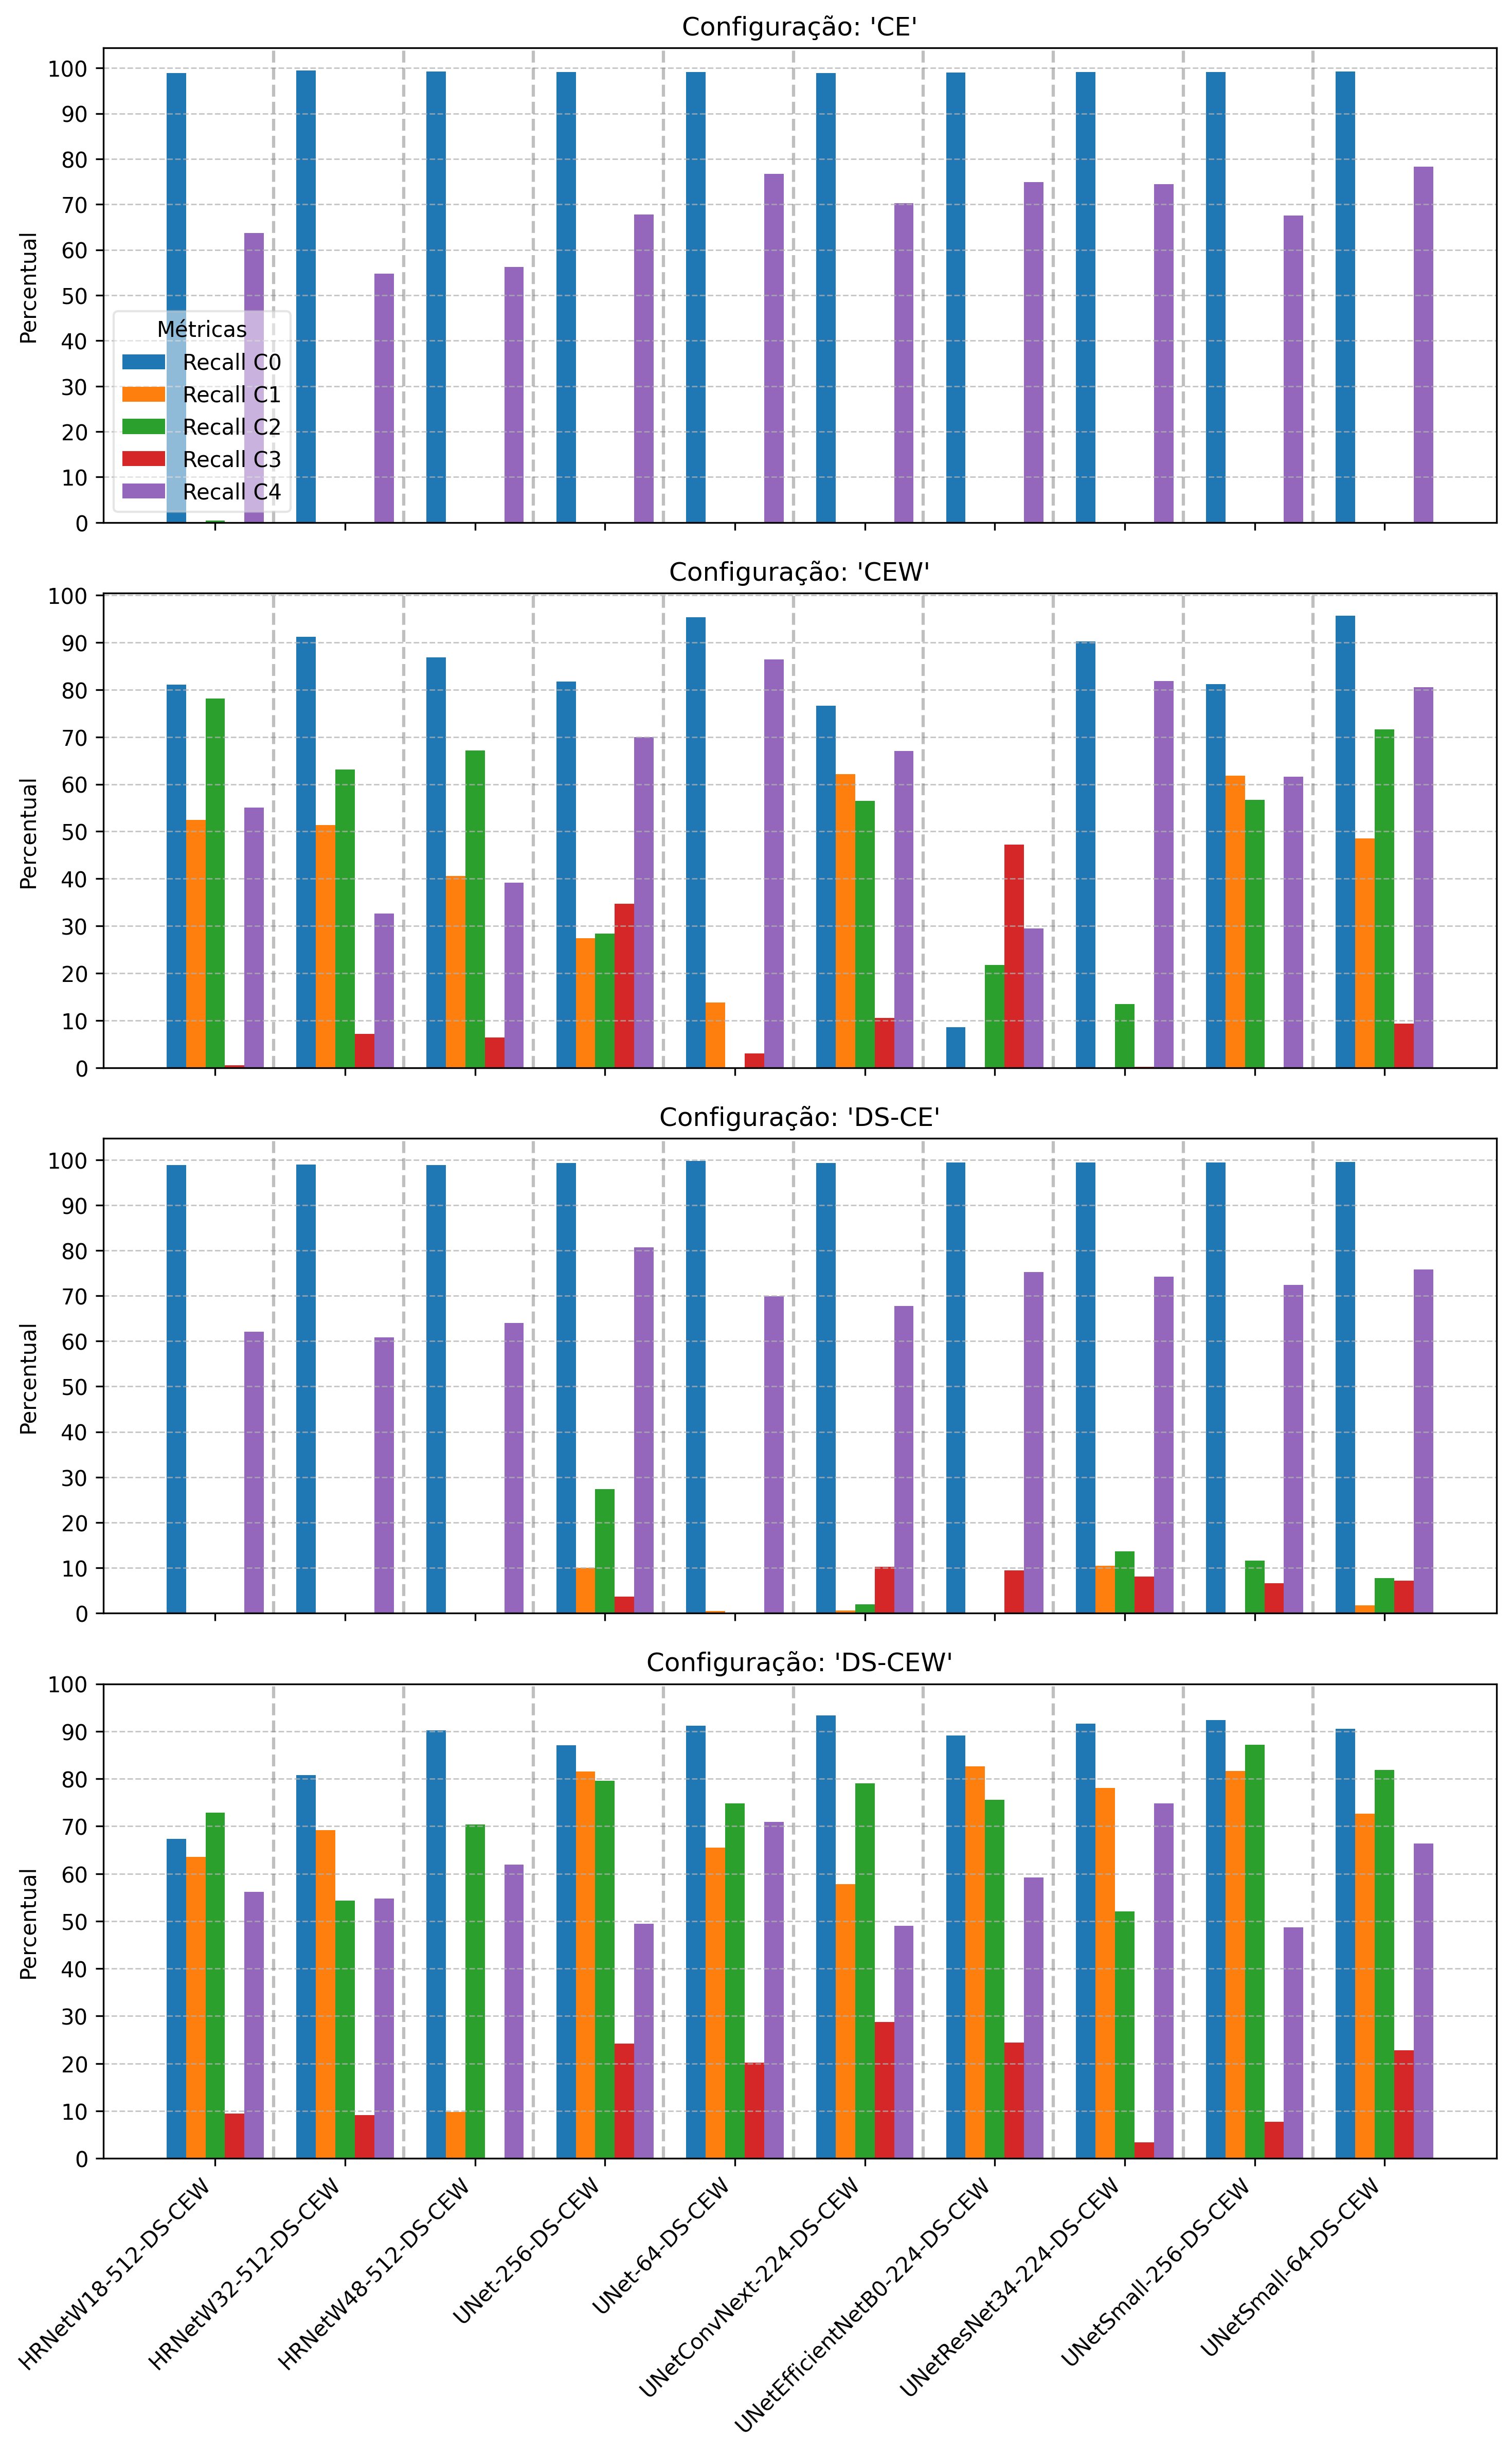 Configuração: 'CE'
Percentual
100
90
80
70
60
50
40
30
20
10
0
Métricas
Recall C0
Recall C1
Recall C2
Recall C3
Recall C4
Configuração: 'CEW'
Percentual
100
90
80
70
60
50
40
30
20
10
0
Configuração: 'DS-CE'
Percentual
100
90
80
70
60
50
40
30
20
10
0
Configuração: 'DS-CEW'
Percentual
100
90
80
70
60
50
40
30
20
10
0
HRNetW18-512-DS-CEW
HRNetW32-512-DS-CEW
HRNetW48-512-DS-CEW
UNet-256-DS-CEW
UNet-64-DS-CEW
UNetConvNext-224-DS-CEW
UNetEfficientNetB0-224-DS-CEW
UNetResNet34-224-DS-CEW
UNetSmall-256-DS-CEW
UNetSmall-64-DS-CEW